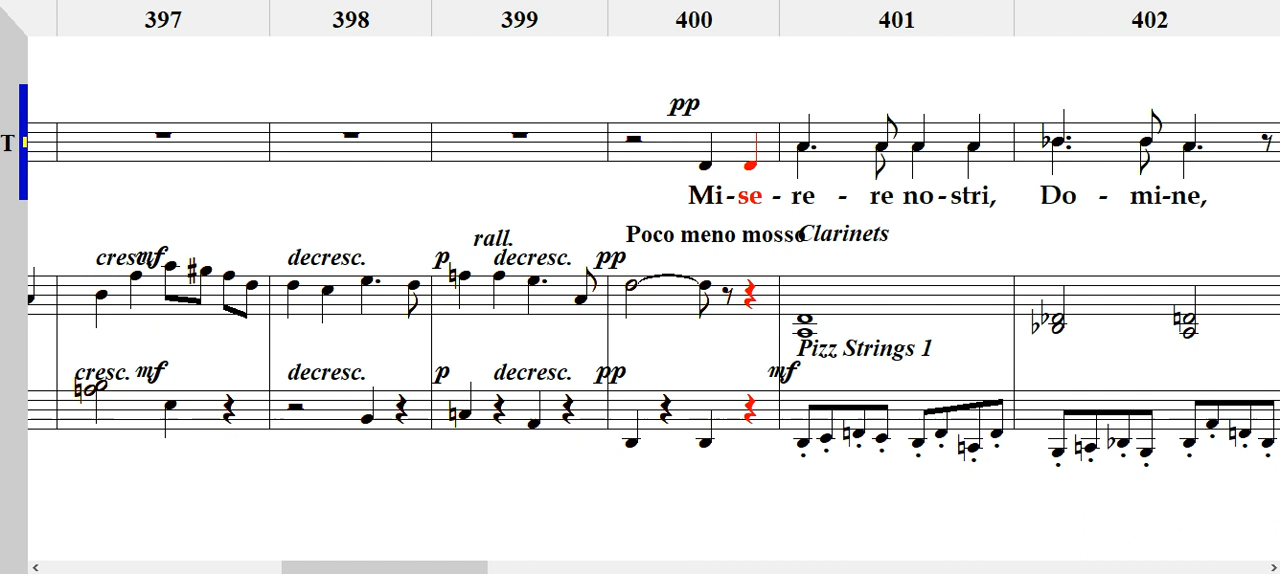 397 398 399 400 401 402
pp
T
Mi-se-re - re no-stri, Do - mi-ne,
rall. Poco meno mosso Clarinets
cresc. mf decresc. p decresc. pp
Pizz Strings 1
cresc. mf decresc. p decresc. pp mf